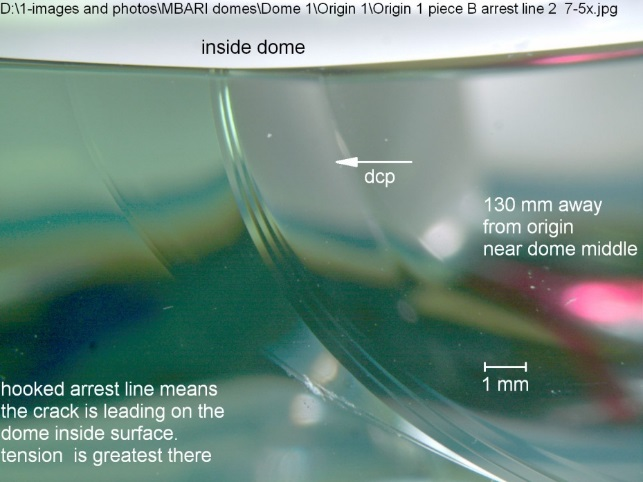 D:\1-images and photos\MBARI domes\Dome 1\Origin 1\Origin 1 piece B arrest line 2 7-5x.jpg
inside dome
dcp
130 mm away
from origin
near dome middle
1 mm
hooked arrest line means
the crack is leading on the
dome inside surface.
tension is greatest there